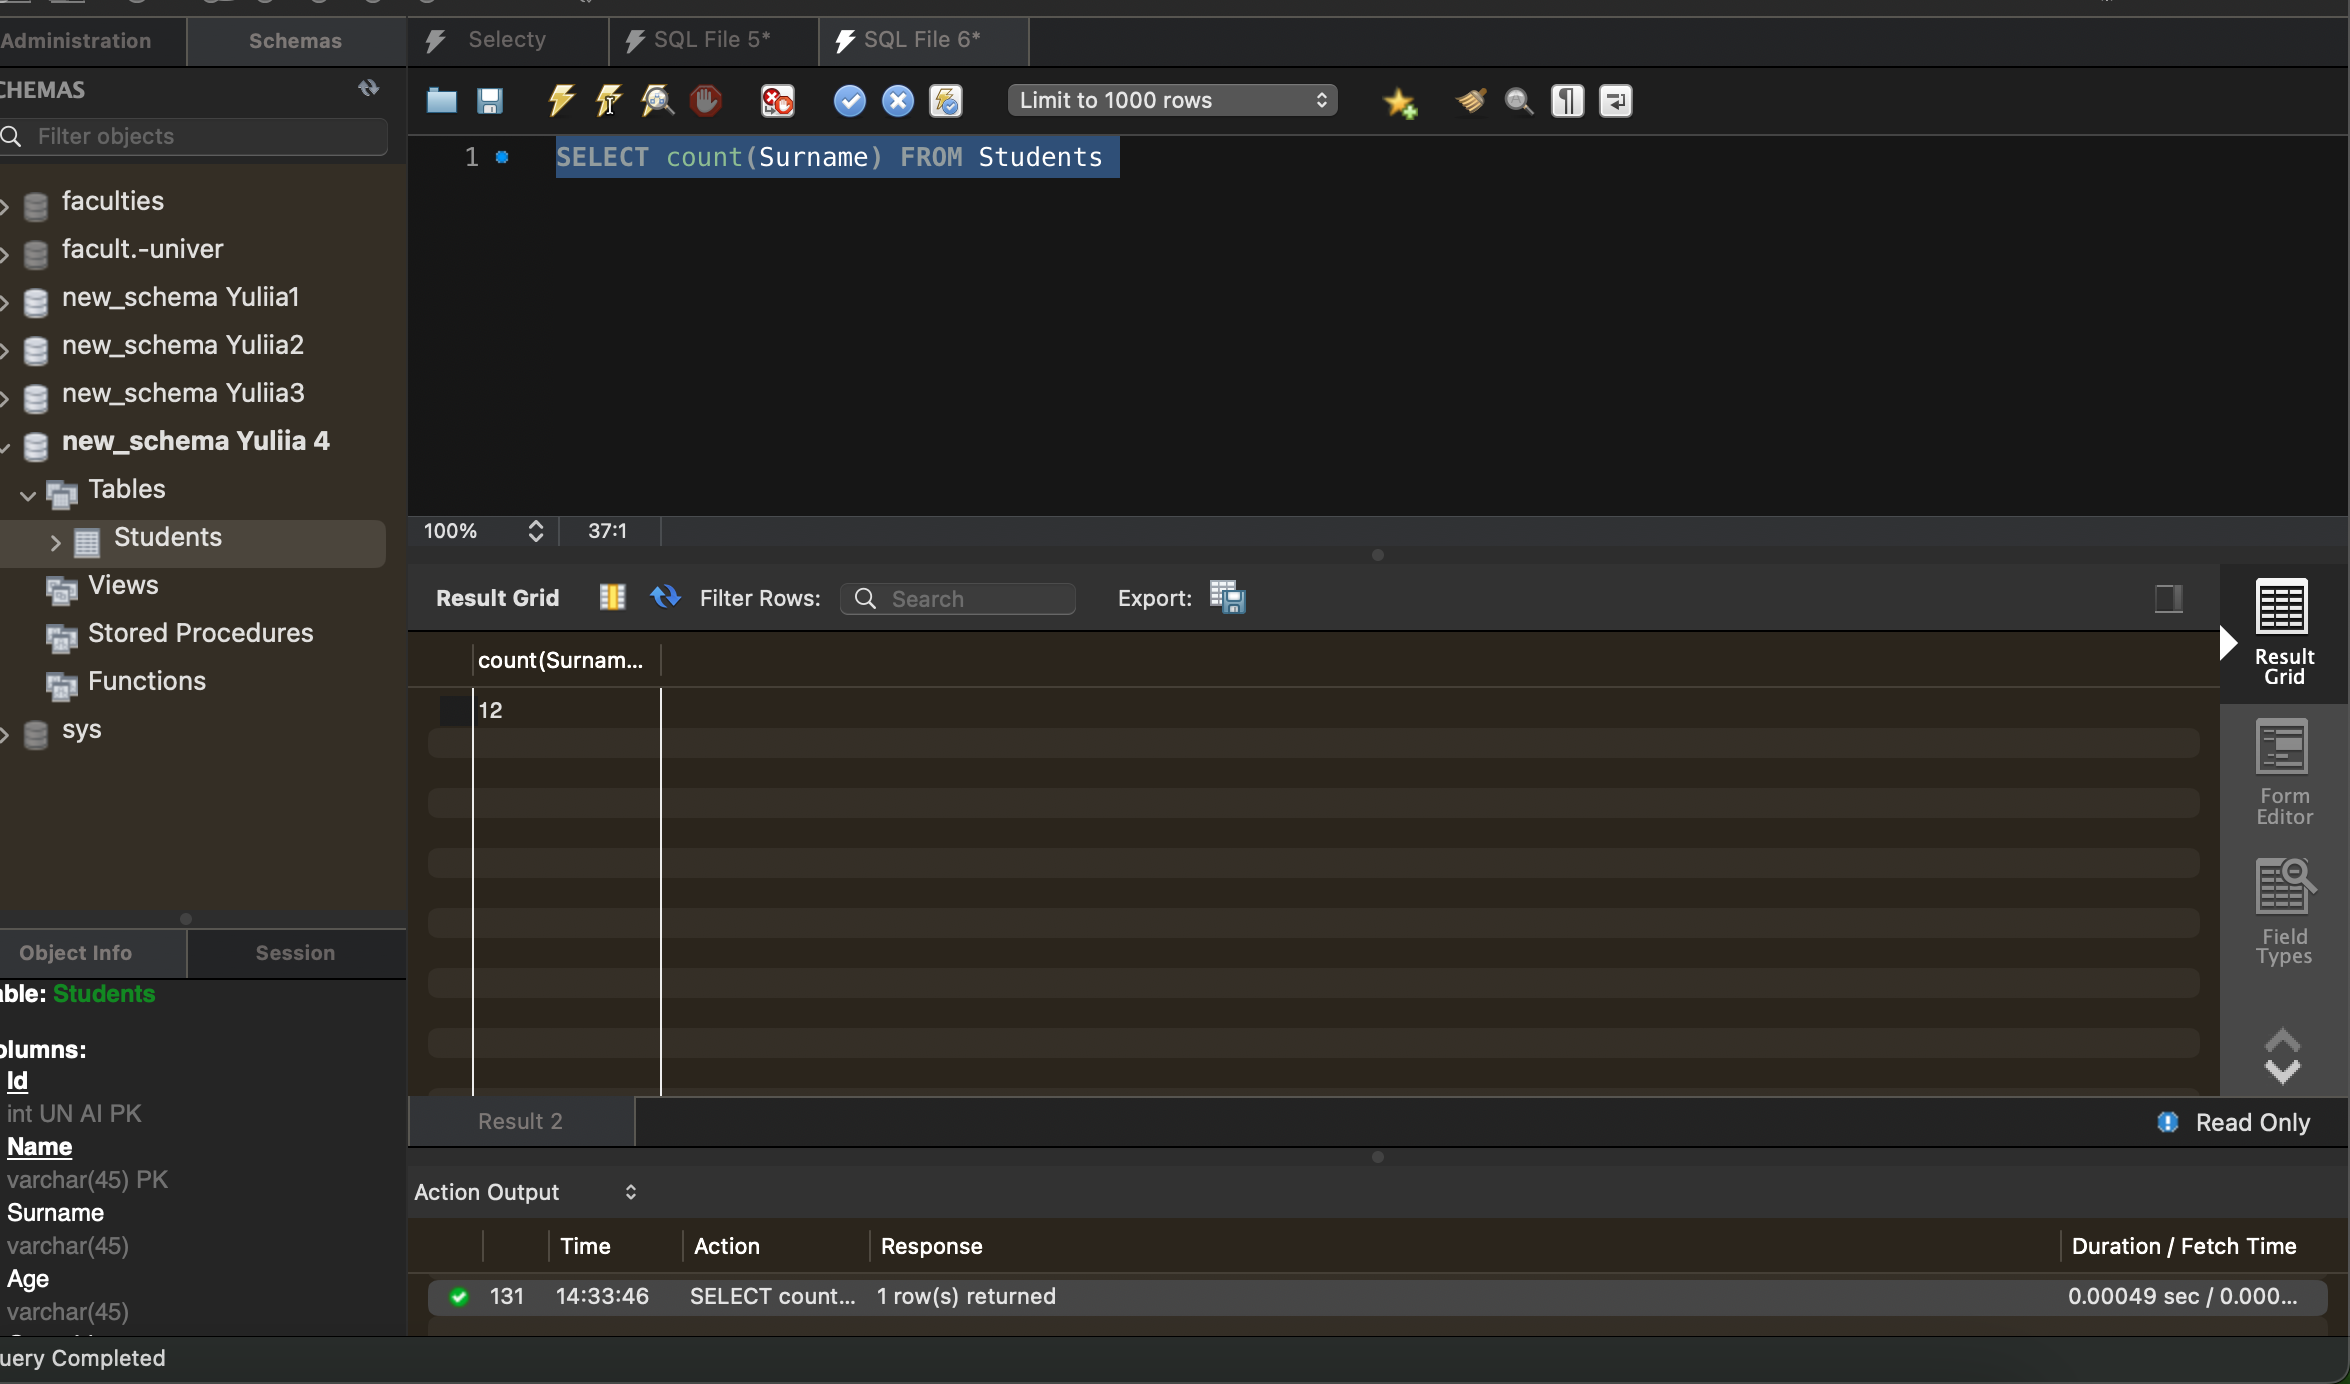 Administration
Schemas
Selecty
SQL File 5*
SQL File 6*
CHEMAS
Filter objects
Limit to 1000 rows
1
SELECT count(Surname) FROM Students
faculties
facult.-univer
new_schema Yuliia1
new_schema Yuliia2
new_schema Yuliia3
new_schema Yuliia 4
Tables
Students
Views
Stored Procedures
Functions
sys
100%
37:1
Result Grid
Filter Rows:
Search
Export:
count(Surnam...
12
Result
Grid
Form
Editor
Field
Types
Result 2
Read Only
Object Info
Session
able: Students
olumns:
Id
int UN AI PK
Name
varchar(45) PK
Surname
varchar(45)
Age
varchar(45)
Action Output
Time
Action
Response
Duration / Fetch Time
131
14:33:46
SELECT count...
1 row(s) returned
0.00049 sec / 0.000...
uery Completed